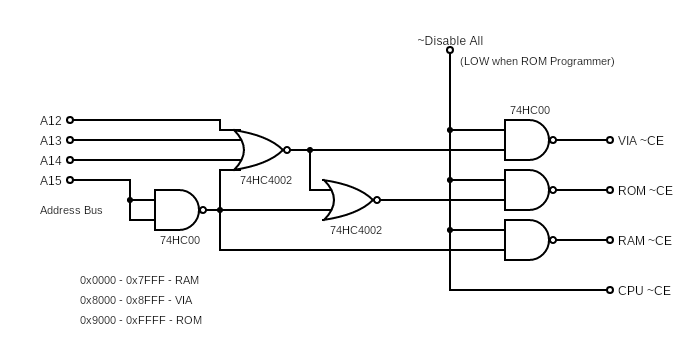 ~Disable All
(LOW when ROM Programmer)
74HC00
A12
A13
VIA ~CE
A14
A15
74HC4002
ROM ~CE
Address Bus
74HC4002
74HC00
RAM ~CE
0x0000 - 0x7FFF - RAM
CPU ~CE
0x8000 - 0x8FFF - VIA
0x9000 - 0xFFFF - ROM